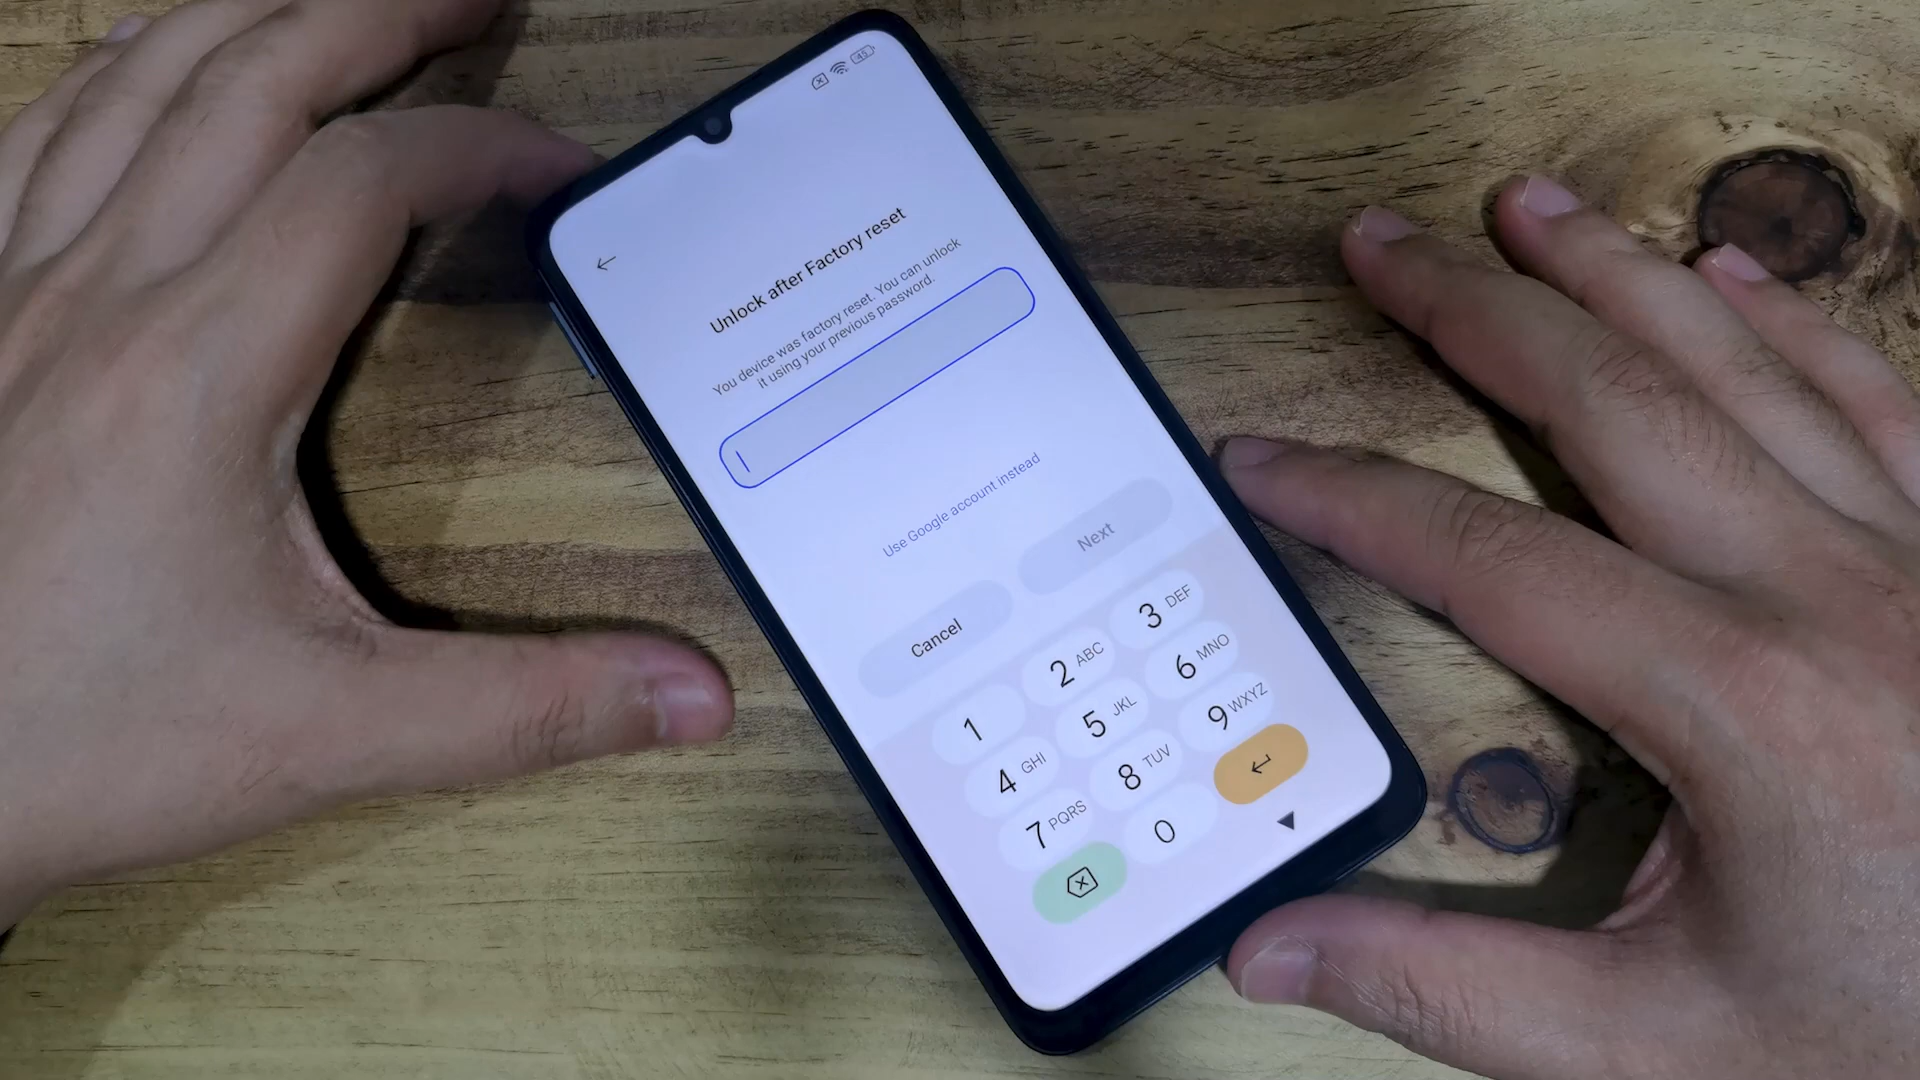 45
Unlock after Factory reset
You device was factory reset. You can unlock
it using your previous password.
Use Google account instead
Cancel
Next
1
2 ABC
3 DEF
4 GHI
5 JKL
6 MNO
7 PQRS
8 TUV
9 WXYZ
0